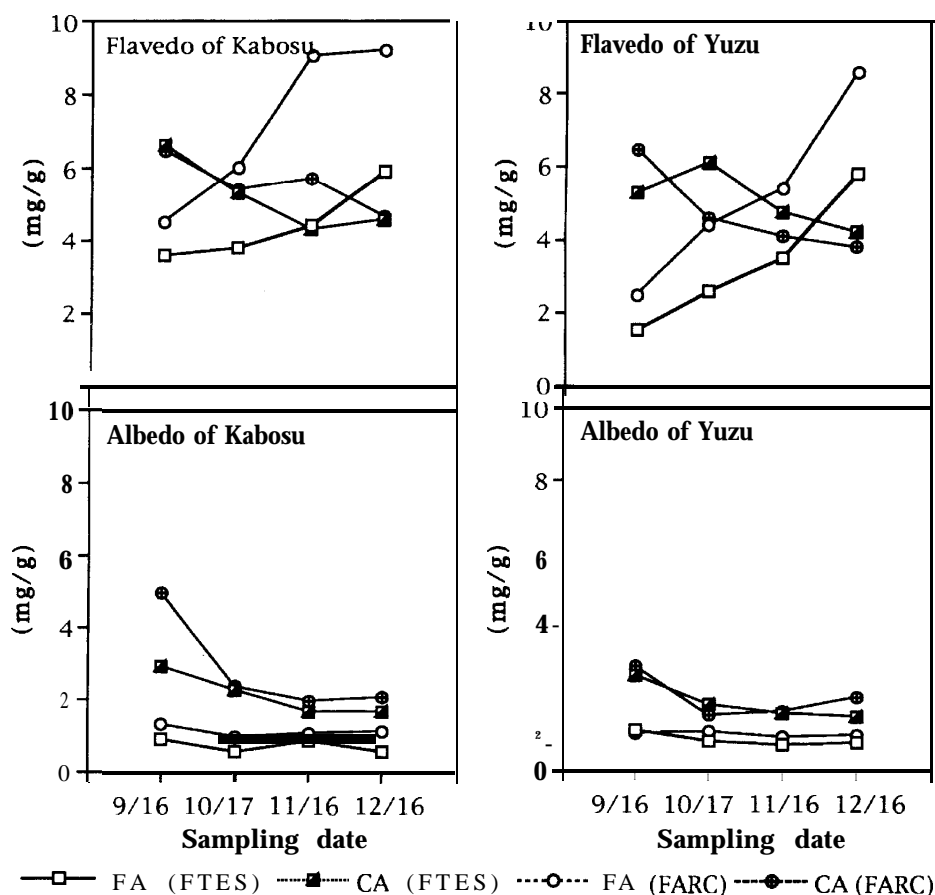 10
Flavedo of Kabosu
8
6
4
2
(mg/g)
10
Flavedo of Yuzu
8
6
4
2
0
(mg/g)
10
Albedo of Kabosu
8
6
4
2
0
(mg/g)
9/16 10/17 11/16 12/16
Sampling date
10
Albedo of Yuzu
8
6
4
2
0
(mg/g)
9/16 10/17 11/16 12/16
Sampling date
FA (FTES) CA (FTES) FA (FARC) CA (FARC)